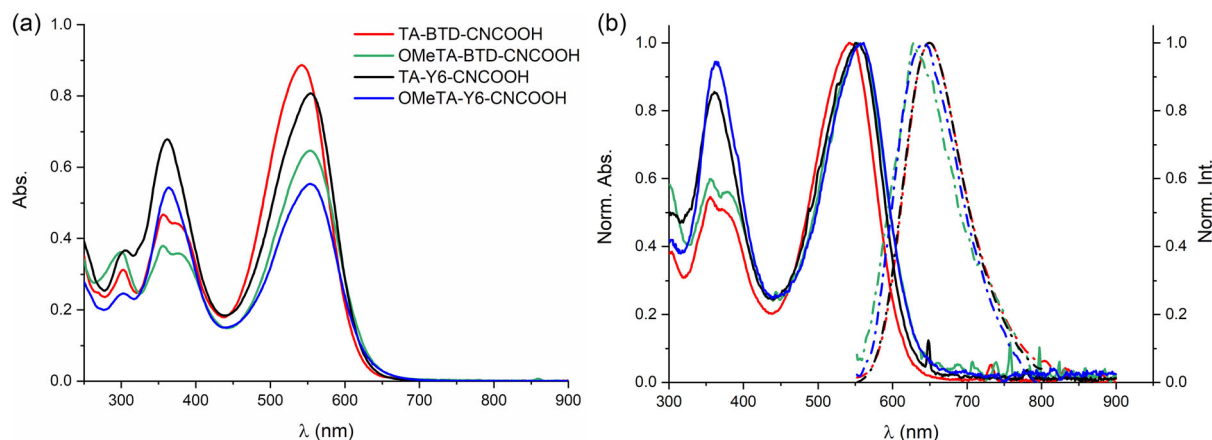 (a)
TA-BTD-CNCOOH
OMeTA-BTD-CNCOOH
TA-Y6-CNCOOH
OMeTA-Y6-CNCOOH
Abs.
1.0
0.8
0.6
0.4
0.2
0.0
300 400 500 600 700 800 900
λ (nm)
(b)
Norm. Abs.
1.0
0.8
0.6
0.4
0.2
0.0
300 400 500 600 700 800 900
λ (nm)
1.0
0.8
0.6
0.4
0.2
0.0
Norm. Int.